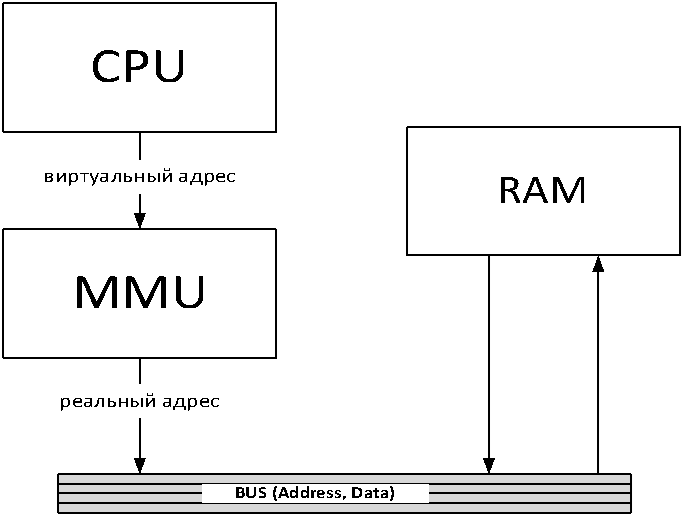 CPU
виртуальный адрес
RAM
MMU
реальный адрес
BUS (Address, Data)